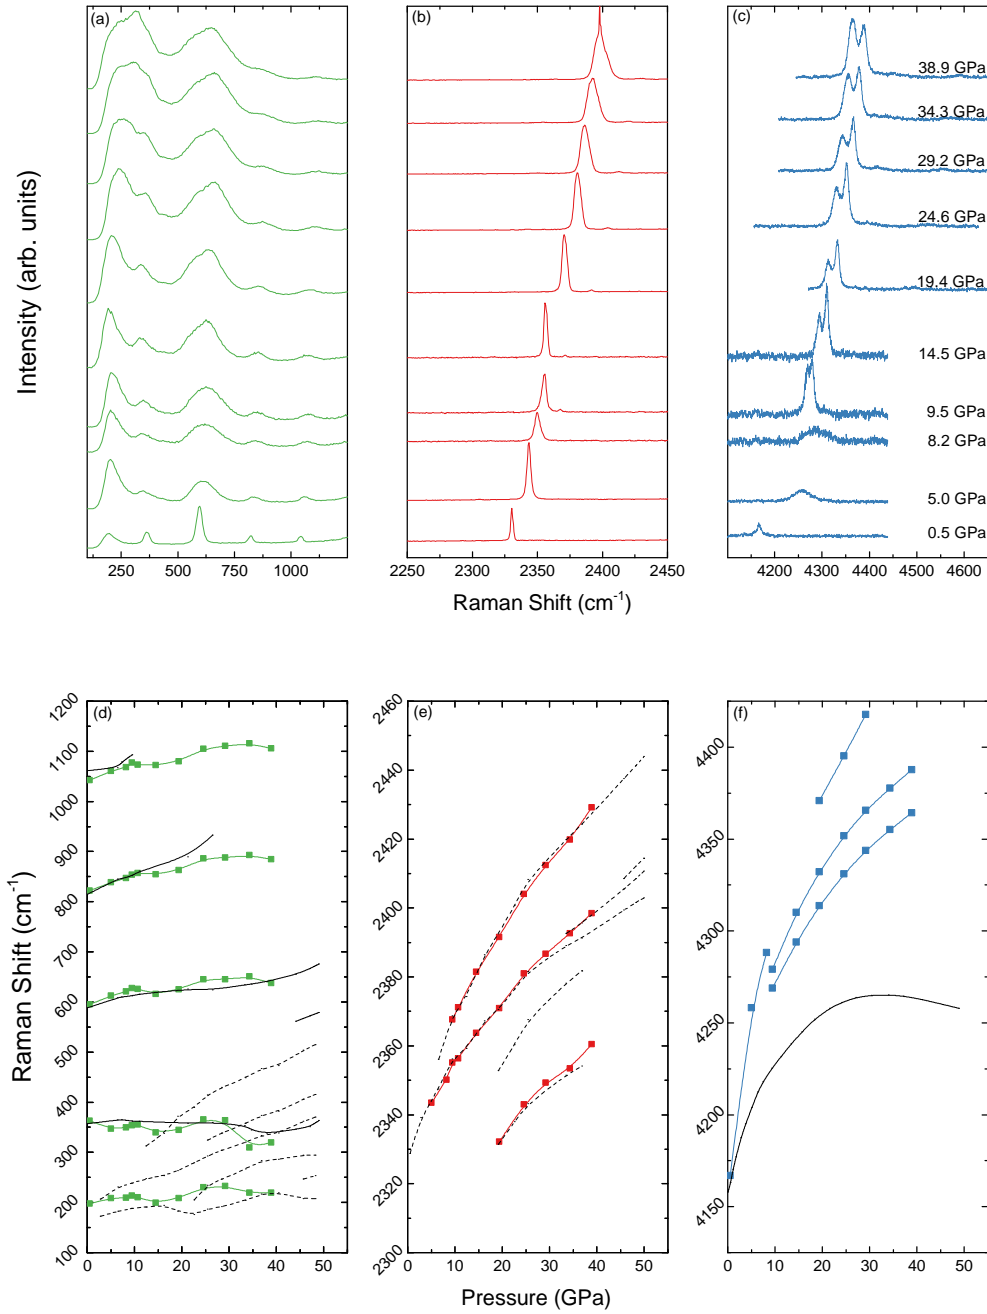 (a)
(b)
(c)
Intensity (arb. units)
38.9 GPa
34.3 GPa
29.2 GPa
24.6 GPa
19.4 GPa
14.5 GPa
9.5 GPa
8.2 GPa
5.0 GPa
0.5 GPa
250 500 750 1000
2250 2300 2350 2400 2450
4200 4300 4400 4500 4600
Raman Shift (cm-1)
(d)
(e)
(f)
Raman Shift (cm-1)
1200
1100
1000
900
800
700
600
500
400
300
200
100
2460
2440
2420
2400
2380
2360
2340
2320
2300
4400
4350
4300
4250
4200
4150
0 10 20 30 40 50
0 10 20 30 40 50
0 10 20 30 40 50
Pressure (GPa)